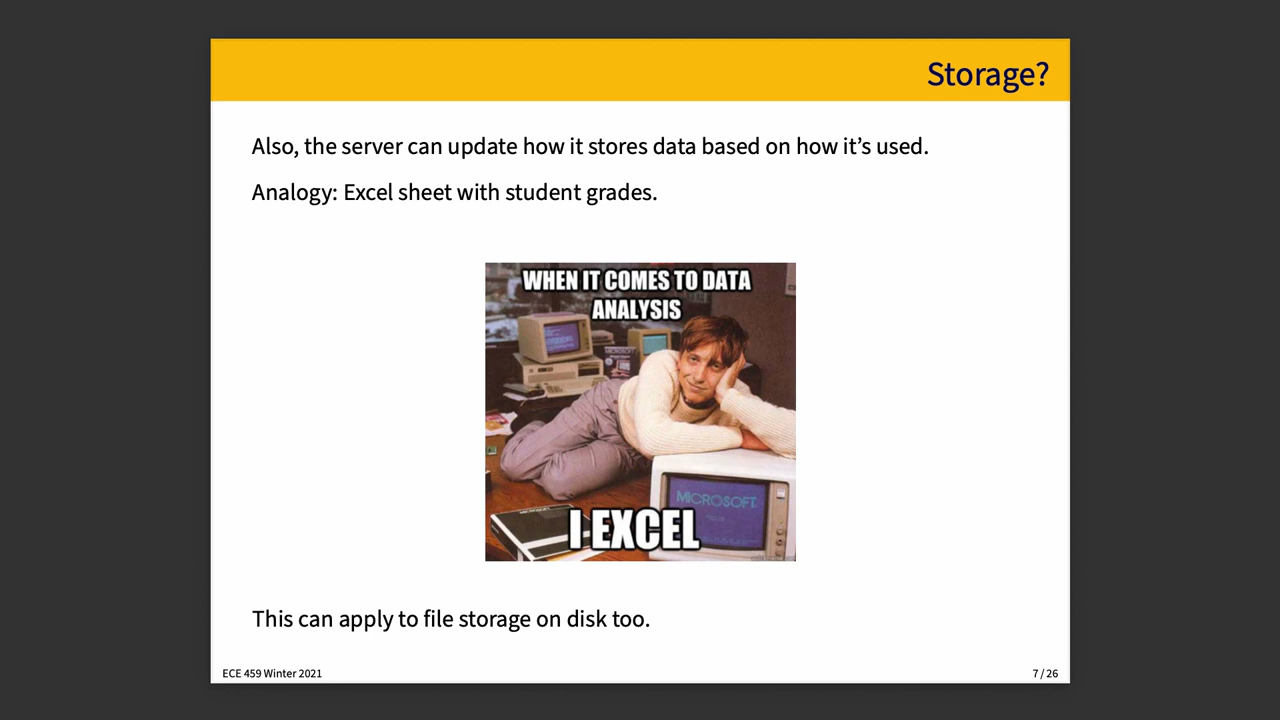 Storage?
Also, the server can update how it stores data based on how it’s used.
Analogy: Excel sheet with student grades.
WHEN IT COMES TO DATA
ANALYSIS
MICROSOFT
MICROSOFT.
I EXCEL
This can apply to file storage on disk too.
ECE 459 Winter 2021
7 / 26